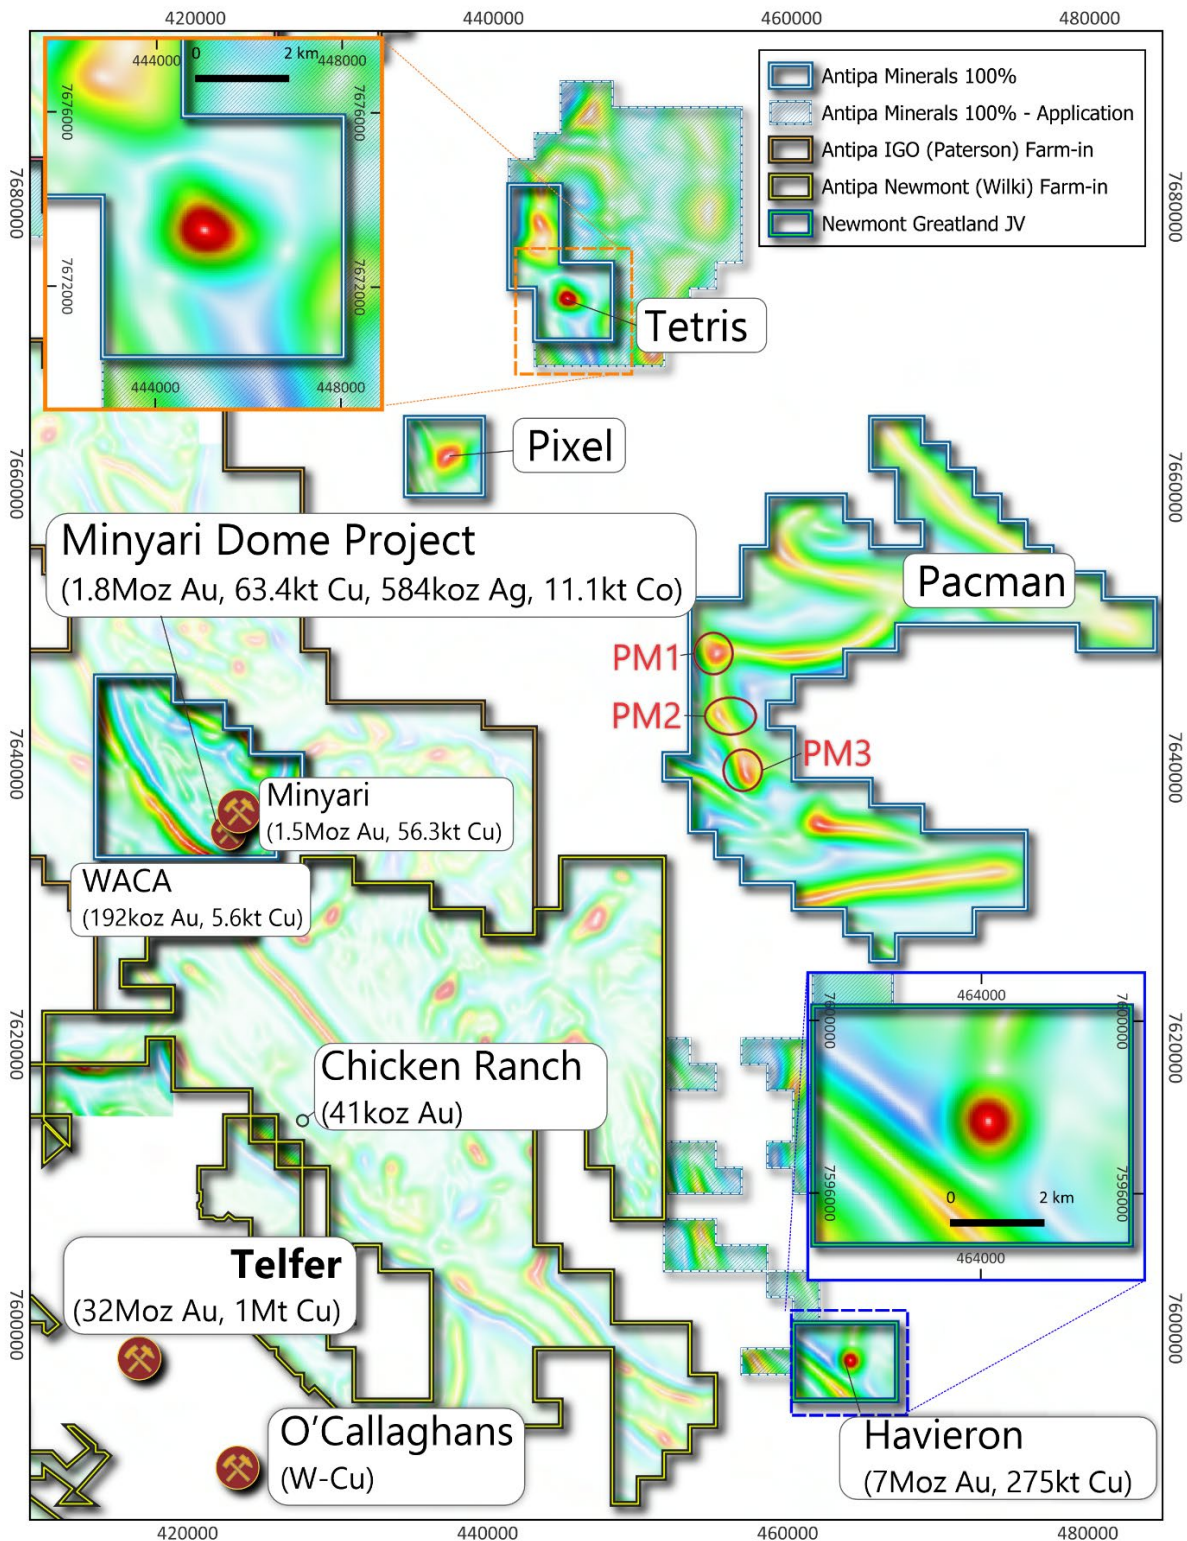 420000
440000
460000
480000
444000
0
2 km
448000
7676000
7676000
7672000
7672000
444000
448000
Antipa Minerals 100%
Antipa Minerals 100% - Application
Antipa IGO (Paterson) Farm-in
Antipa Newmont (Wilki) Farm-in
Newmont Greatland JV
7680000
7680000
Tetris
Pixel
7660000
7660000
Minyari Dome Project
(1.8Moz Au, 63.4kt Cu, 584koz Ag, 11.1kt Co)
Pacman
PM1
PM2
PM3
7640000
7640000
Minyari
(1.5Moz Au, 56.3kt Cu)
WACA
(192koz Au, 5.6kt Cu)
464000
7600000
7600000
7596000
7596000
0
2 km
464000
7620000
7620000
Chicken Ranch
(41koz Au)
Telfer
(32Moz Au, 1Mt Cu)
7600000
7600000
O'Callaghans
(W-Cu)
Havieron
(7Moz Au, 275kt Cu)
420000
440000
460000
480000